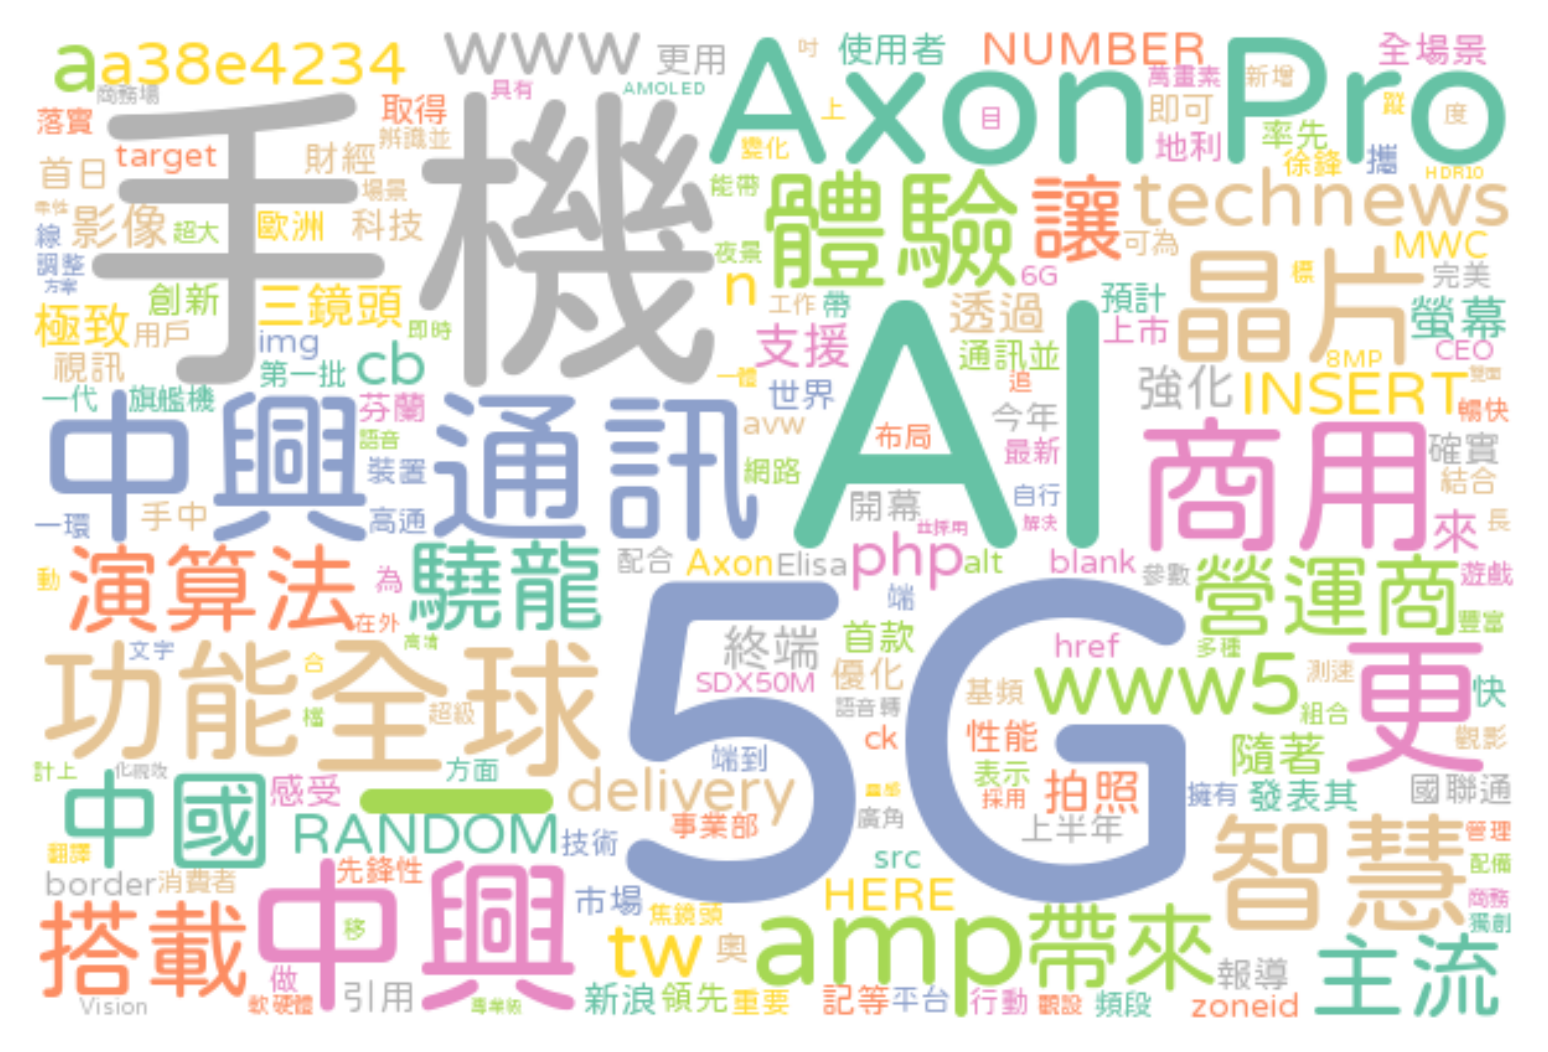 a a38e4234 www 更用 Axon Pro 吋 使用者 NUMBER 全場景
商務場 具有 AMOLED 上 目 萬畫素 新增 蹤 度
落實 取得 辨識並 變化 即可 率先
target 財經 地利 徐鋒 攜 HDR10
首日 手機 場景 能帶 體驗 讓 technews
影像 超大 歐洲 科技 可為 MWC
線 調整 夜景 6G 標 完美
方案 創新 三鏡頭 即時 n 工作 帶 透過 預計 晶片 螢幕
極致 用戶 img 支援 上市 CEO
視訊 第一批 cb 一體 世界 AI 通訊並 追 8MP 雙面
一代 旗艦機 芬蘭 avw 今年 強化 INSERT 暢快
中興通訊 語音 布局 最新 商用 確實
裝置 網路 自行 結合
一環 手中 高通 開幕 並採用 解決 來 長
動 演算法 為 驍龍 配合 Axon Elisa php alt blank 參數 營運商 遊戲
在外 端 豐富
功能 文字 合 全球 高清 終端 首款 href 多種 更
檔 超級 SDX50M 優化 基頻 www5 測速 快
5G 語音轉 組合
計上 化視效 方面 端到 ck 性能 隨著 觀影
中國 感受 一 delivery 表示 採用 拍照 擁有 發表其 國聯通
RANDOM 技術 事業部 廣角 上半年
翻譯 先鋒性 src 智慧 管理
border 消費者 配備
搭載 中興 移 市場 焦鏡頭 HERE 商務
tw 奧 amp 帶來 獨創
做 報導 主流
Vision 軟硬體 引用 專業級 新浪 領先 重要 記等 平台 行動 觀設 頻段 zoneid